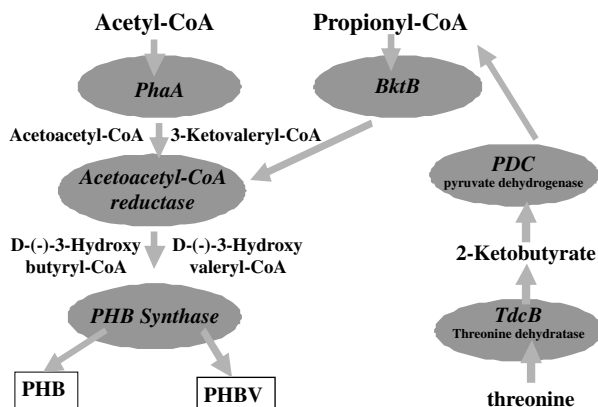 Acetyl-CoA
Propionyl-CoA
PhaA
BktB
Acetoacetyl-CoA
3-Ketovaleryl-CoA
Acetoacetyl-CoA
reductase
PDC
pyruvate dehydrogenase
D-(-)-3-Hydroxy
butyryl-CoA
D-(-)-3-Hydroxy
valeryl-CoA
2-Ketobutyrate
PHB Synthase
TdcB
Threonine dehydratase
PHB
PHBV
threonine